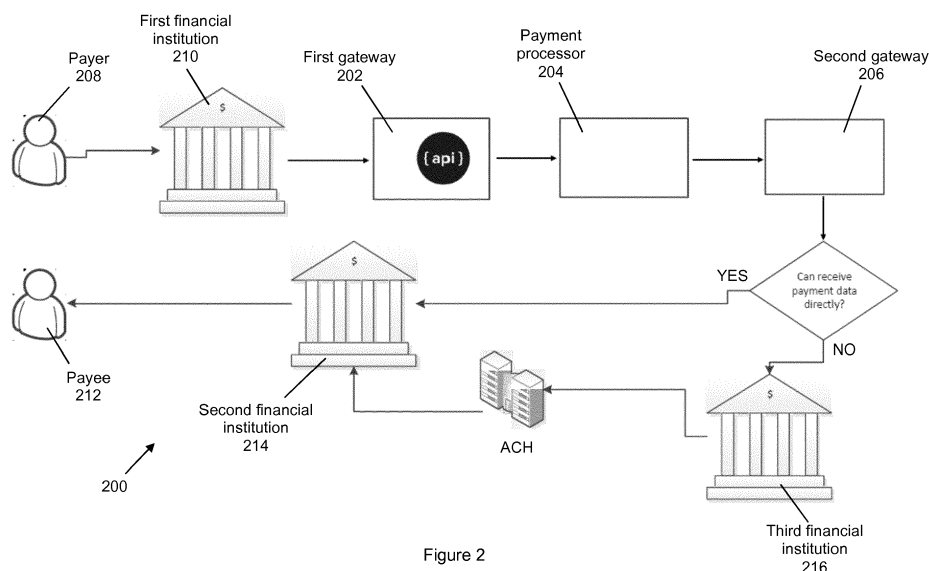 First financial
institution
210
Payer
208
First gateway
202
Payment
processor
204
Second gateway
206
$
{api}
$
YES
Can receive
payment data
directly?
NO
Payee
212
Second financial
institution
214
ACH
$
200
Third financial
institution
216
Figure 2